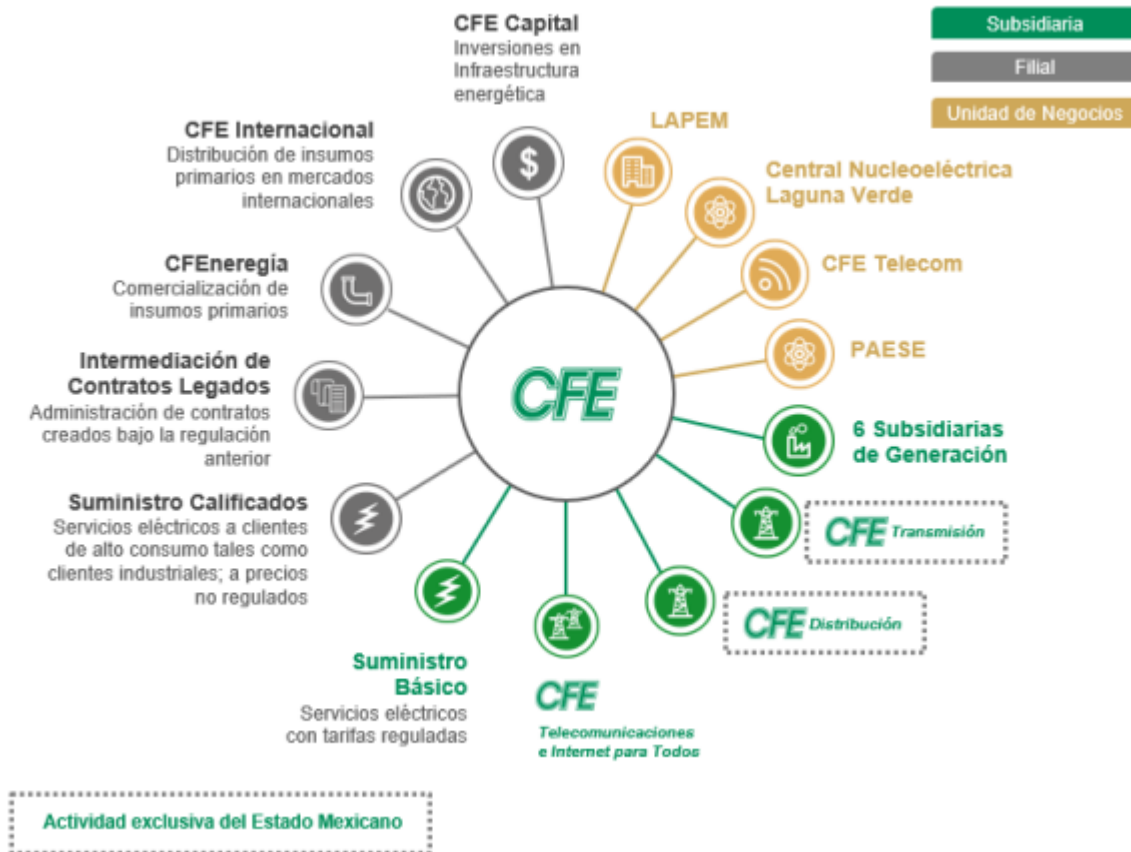 CFE Capital
Inversiones en
Infraestructura
energética
Subsidiaria
Filial
Unidad de Negocios
LAPEM
CFE Internacional
Distribución de insumos
primarios en mercados
internacionales
$
Central Nucleoeléctrica
Laguna Verde
CFEneregía
Comercialización de
insumos primarios
CFE Telecom
Intermediación de
Contratos Legados
Administración de contratos
creados bajo la regulación
anterior
PAESE
CFE
6 Subsidiarias
de Generación
Suministro Calificados
Servicios eléctricos a clientes
de alto consumo tales como
clientes industriales; a precios
no regulados
CFE Transmisión
CFE Distribución
Suministro
Básico
Servicios eléctricos
con tarifas reguladas
CFE
Telecomunicaciones
e Internet para Todos
Actividad exclusiva del Estado Mexicano